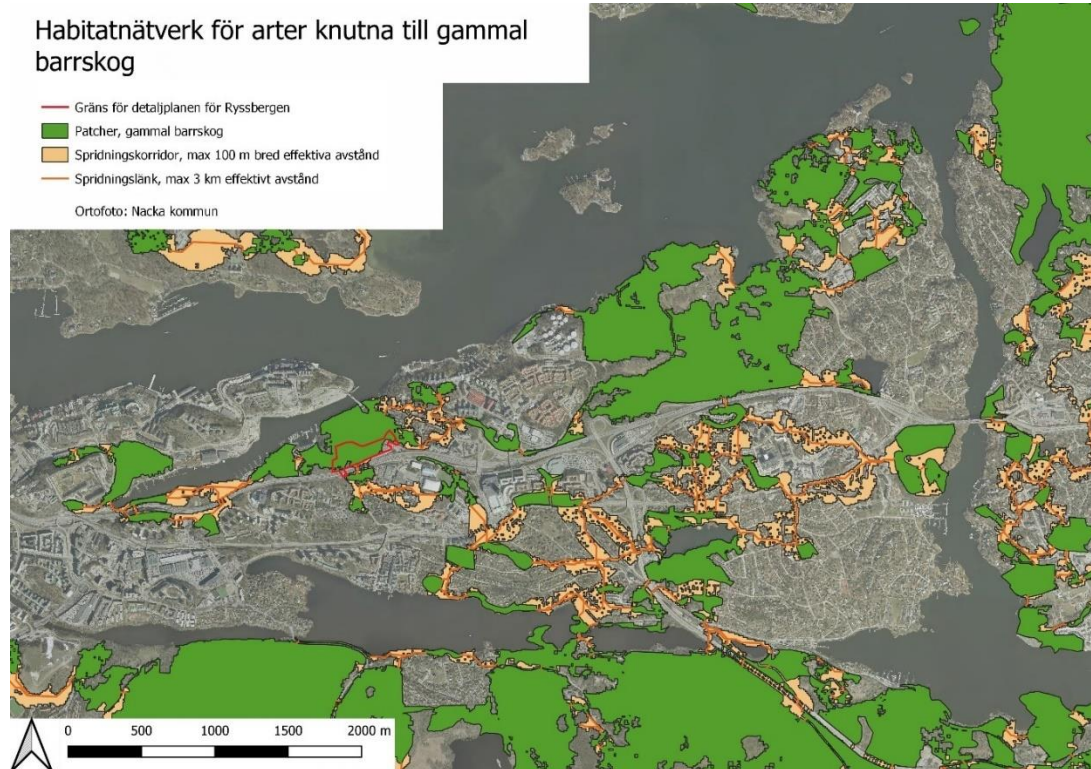 Habitatnätverk för arter knutna till gammal
barrskog
Gräns för detaljplanen för Ryssbergen
Patcher, gammal barrskog
Spridningskorridor, max 100 m bred effektiva avstånd
Spridningslänk, max 3 km effektivt avstånd
Ortofoto: Nacka kommun
0 500 1000 1500 2000 m